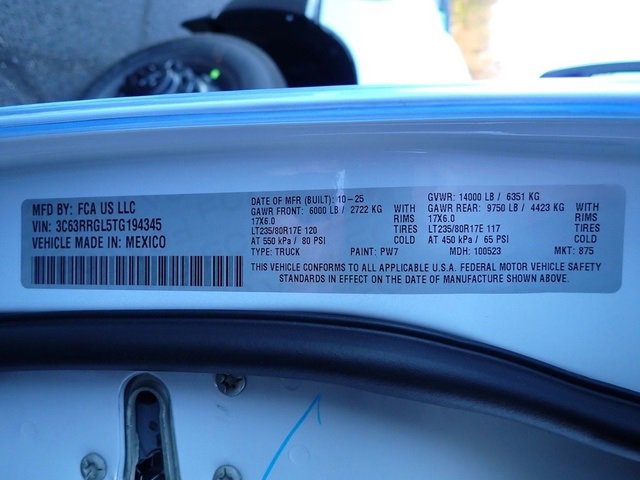 MFD BY: FCA US LLC
VIN: 3C63RRGL5TG194345
VEHICLE MADE IN: MEXICO
DATE OF MFR (BUILT): 10-25 GVWR: 14000 LB / 6351 KG
GAWR FRONT: 6000 LB / 2722 KG WITH GAWR REAR: 9750 LB / 4423 KG WITH
17X6.0 RIMS 17X6.0 RIMS
LT235/80R17E 120 TIRES LT235/80R17E 117 TIRES
AT 550 kPa / 80 PSI COLD AT 450 kPa / 65 PSI COLD
TYPE: TRUCK PAINT: PW7 MDH: 100523 MKT: 875
THIS VEHICLE CONFORMS TO ALL APPLICABLE U.S.A. FEDERAL MOTOR VEHICLE SAFETY
STANDARDS IN EFFECT ON THE DATE OF MANUFACTURE SHOWN ABOVE.